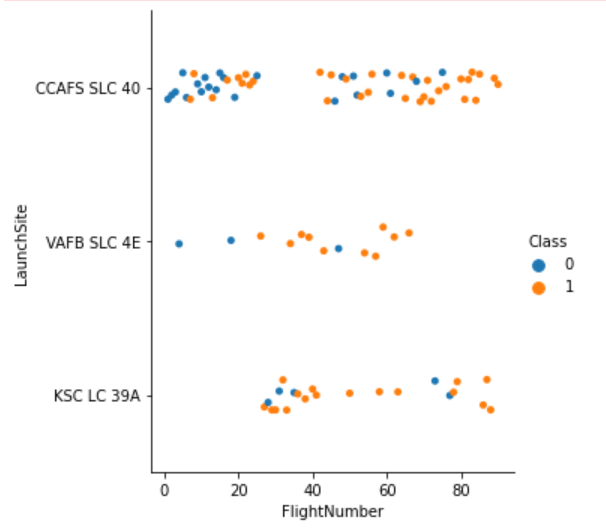 CCAFS SLC 40
VAFB SLC 4E
KSC LC 39A
LaunchSite
0 20 40 60 80
FlightNumber
Class
0
1